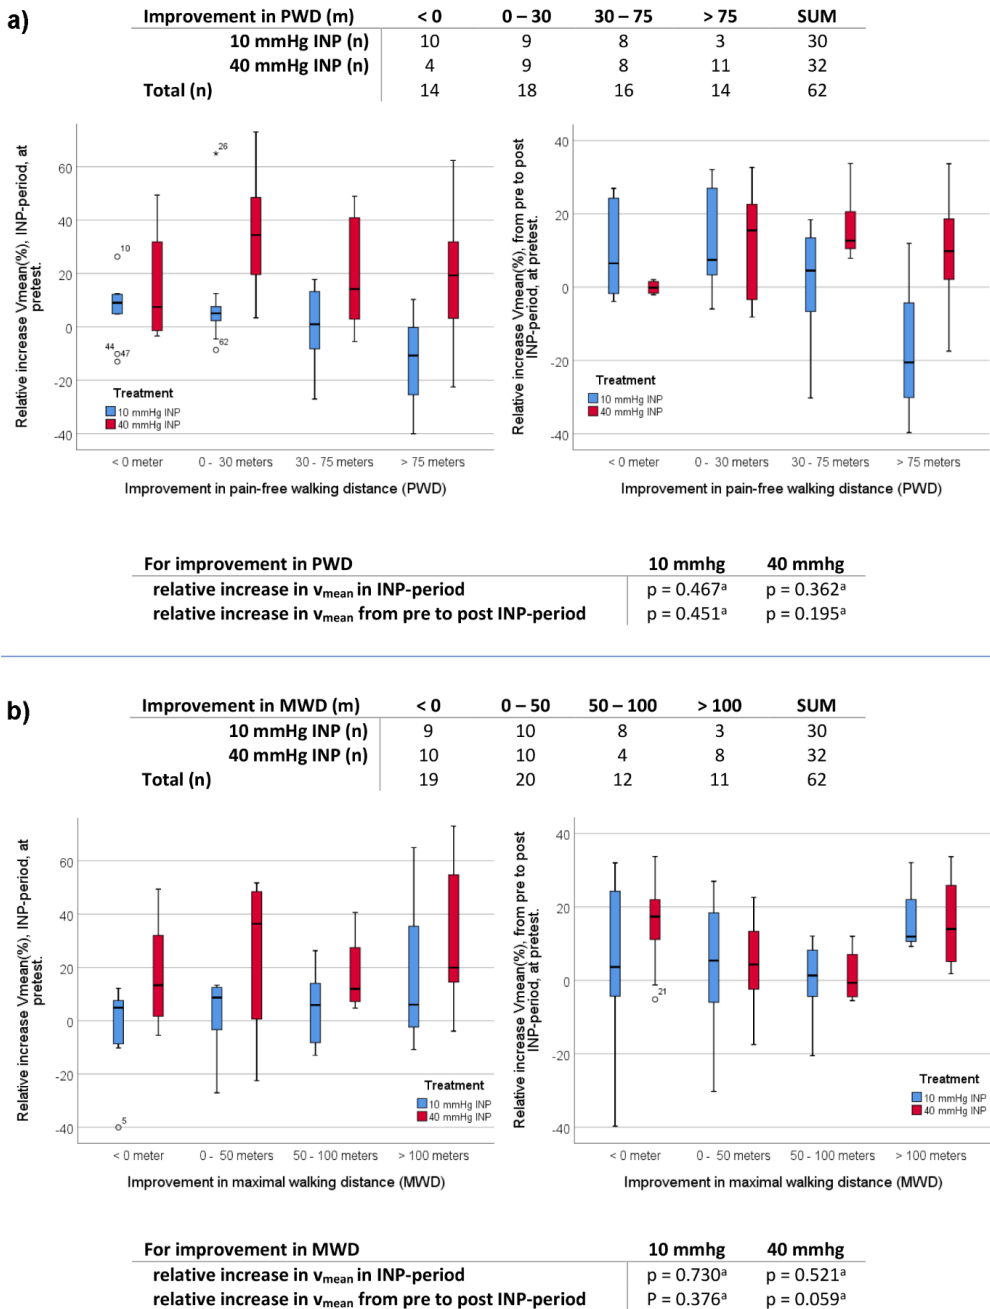 a)
Improvement in PWD (m) < 0 0 – 30 30 – 75 > 75 SUM
10 mmHg INP (n) 10 9 8 3 30
40 mmHg INP (n) 4 9 8 11 32
Total (n) 14 18 16 14 62
Relative increase Vmean(%), INP-period, at
pretest.
60
40
20
0
-20
-40
26
10
44
47
62
Treatment
10 mmHg INP
40 mmHg INP
< 0 meter 0 - 30 meters 30 - 75 meters > 75 meters
Improvement in pain-free walking distance (PWD)
Relative increase Vmean(%), from pre to post
INP-period, at pretest.
40
20
0
-20
-40
Treatment
10 mmHg INP
40 mmHg INP
< 0 meter 0 - 30 meters 30 - 75 meters > 75 meters
Improvement in pain-free walking distance (PWD)
For improvement in PWD 10 mmhg 40 mmhg
relative increase in vmean in INP-period p = 0.467ᵃ p = 0.362ᵃ
relative increase in vmean from pre to post INP-period p = 0.451ᵃ p = 0.195ᵃ
b)
Improvement in MWD (m) < 0 0 – 50 50 – 100 > 100 SUM
10 mmHg INP (n) 9 10 8 3 30
40 mmHg INP (n) 10 10 4 8 32
Total (n) 19 20 12 11 62
Relative increase Vmean(%), INP-period, at
pretest.
60
40
20
0
-20
-40
5
Treatment
10 mmHg INP
40 mmHg INP
< 0 meter 0 - 50 meters 50 - 100 meters > 100 meters
Improvement in maximal walking distance (MWD)
Relative increase Vmean(%), from pre to post
INP-period, at pretest.
40
20
0
-20
-40
21
Treatment
10 mmHg INP
40 mmHg INP
< 0 meter 0 - 50 meters 50 - 100 meters > 100 meters
Improvement in maximal walking distance (MWD)
For improvement in MWD 10 mmhg 40 mmhg
relative increase in vmean in INP-period p = 0.730ᵃ p = 0.521ᵃ
relative increase in vmean from pre to post INP-period P = 0.376ᵃ p = 0.059ᵃ